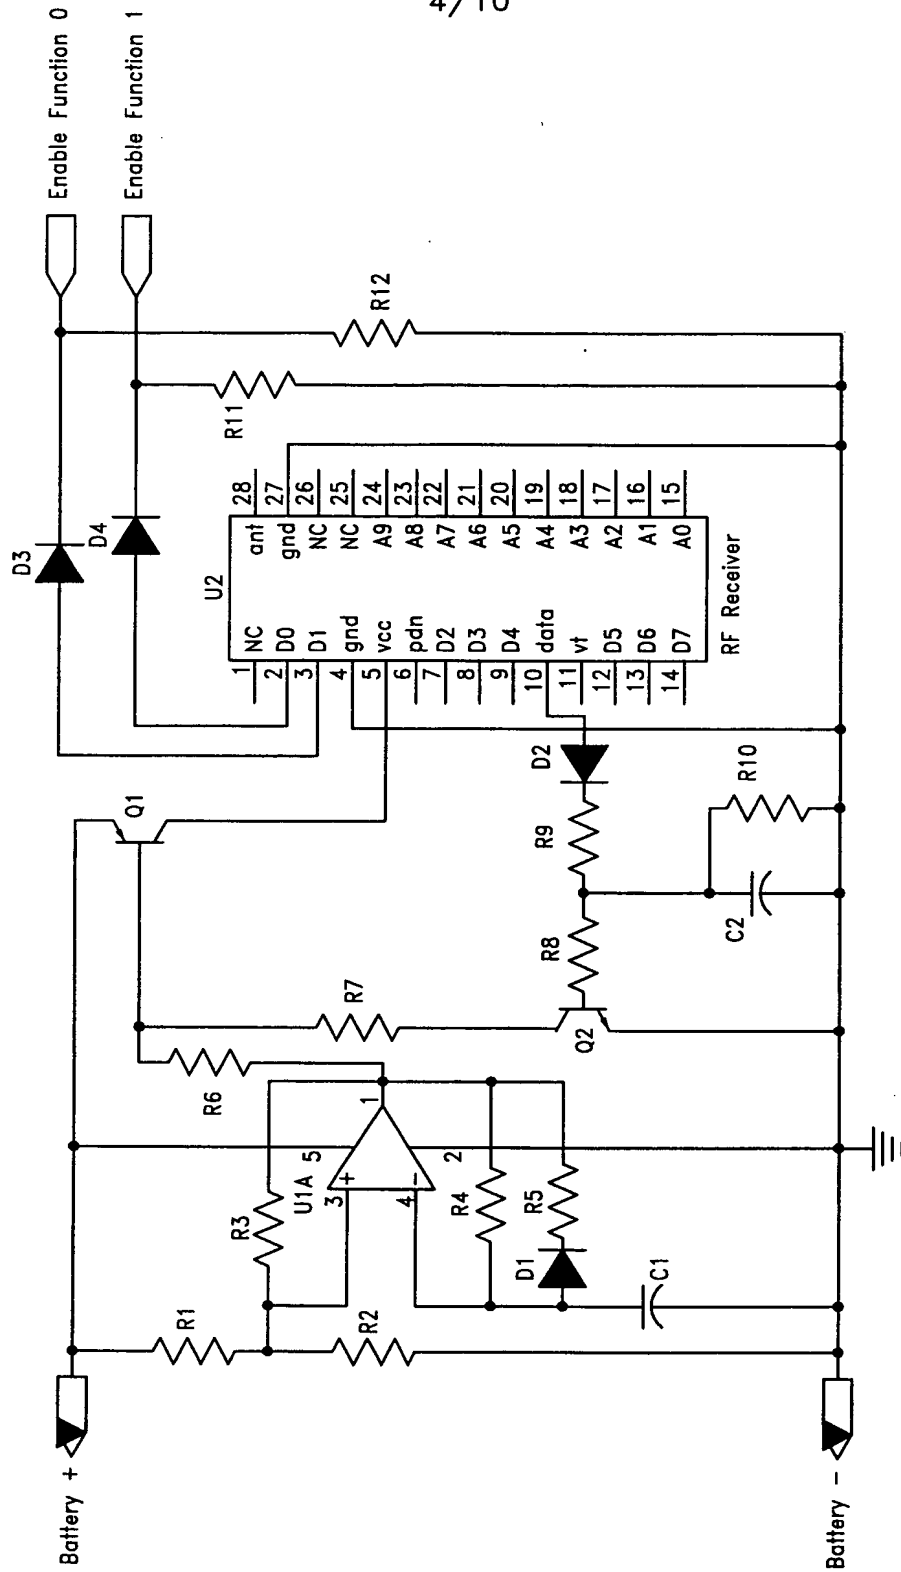 4/10
Enable Function 0
Enable Function 1
D3
D4
R12
R11
U2
1 NC
2 D0
3 D1
4 gnd
5 vcc
6 pdn
7 D2
8 D3
9 D4
10 data
11 vt
12 D5
13 D6
14 D7
ant 28
gnd 27
NC 26
NC 25
A9 24
A8 23
A7 22
A6 21
A5 20
A4 19
A3 18
A2 17
A1 16
A0 15
RF Receiver
Q1
D2
R10
R9
C2
R8
R7
Q2
R6
1
5
2
U1A
3 +
4 -
R3
R4
R5
D1
C1
R1
R2
Battery +
Battery -